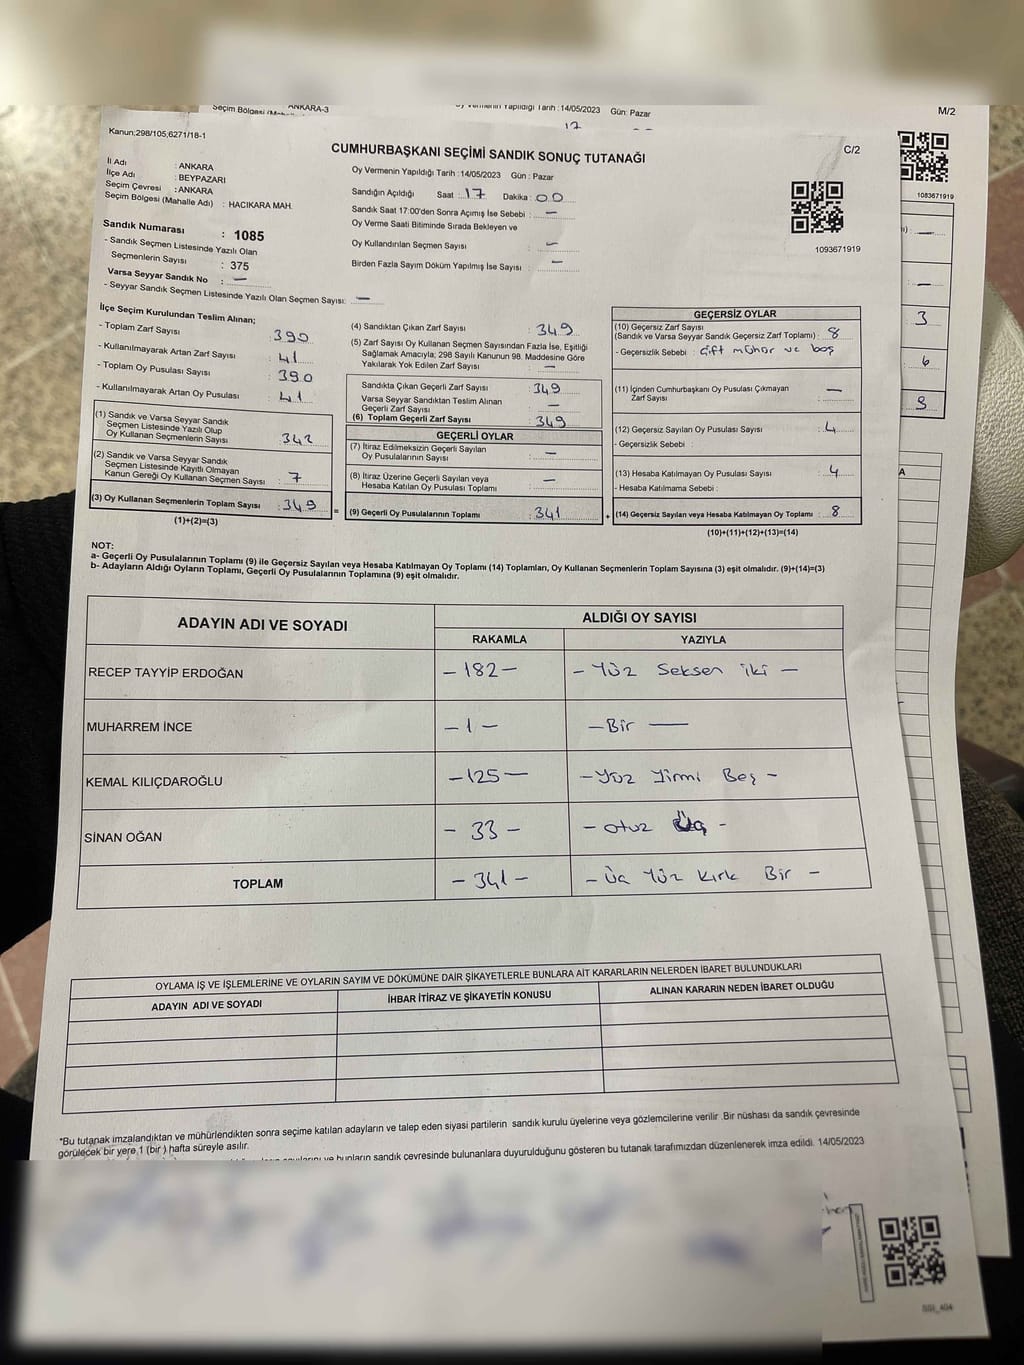 Seçim Bölgesi ANKARA-3
Oy Vermenin Yapıldığı Tarih : 14/05/2023 Gün: Pazar
M/2
17
1083671919
3
6
8
A
Kanun;298/105,6271/18-1
CUMHURBAŞKANI SEÇİMİ SANDIK SONUÇ TUTANAĞI
C/2
İl Adı : ANKARA
İlçe Adı : BEYPAZARI
Seçim Çevresi : ANKARA
Seçim Bölgesi (Mahalle Adı) : HACIKARA MAH.
Oy Vermenin Yapıldığı Tarih : 14/05/2023 Gün : Pazar
Sandığın Açıldığı Saat : 17 Dakika : 00
Sandık Saat 17:00'den Sonra Açımış İse Sebebi : —
Oy Verme Saati Bitiminde Sırada Bekleyen ve
Oy Kullandırılan Seçmen Sayısı : —
Birden Fazla Sayım Döküm Yapılmış İse Sayısı : —
1093671919
Sandık Numarası : 1085
- Sandık Seçmen Listesinde Yazılı Olan
Seçmenlerin Sayısı : 375
Varsa Seyyar Sandık No : —
- Seyyar Sandık Seçmen Listesinde Yazılı Olan Seçmen Sayısı: —
İlçe Seçim Kurulundan Teslim Alınan;
- Toplam Zarf Sayısı : 390
- Kullanılmayarak Artan Zarf Sayısı : 41
- Toplam Oy Pusulası Sayısı : 390
- Kullanılmayarak Artan Oy Pusulası : 41
(1) Sandık ve Varsa Seyyar Sandık
Seçmen Listesinde Yazılı Olup
Oy Kullanan Seçmenlerin Sayısı : 342
(2) Sandık ve Varsa Seyyar Sandık
Seçmen Listesinde Kayıtlı Olmayan
Kanun Gereği Oy Kullanan Seçmen Sayısı : 7
(3) Oy Kullanan Seçmenlerin Toplam Sayısı : 349
(1)+(2)=(3)
=
(4) Sandıktan Çıkan Zarf Sayısı : 349
(5) Zarf Sayısı Oy Kullanan Seçmen Sayısından Fazla İse, Eşitliği
Sağlamak Amacıyla; 298 Sayılı Kanunun 98. Maddesine Göre
Yakılarak Yok Edilen Zarf Sayısı : —
Sandıkta Çıkan Geçerli Zarf Sayısı : 349
Varsa Seyyar Sandıktan Teslim Alınan
Geçerli Zarf Sayısı : —
(6) Toplam Geçerli Zarf Sayısı : 349
GEÇERLİ OYLAR
(7) İtiraz Edilmeksizin Geçerli Sayılan
Oy Pusulalarının Sayısı : —
(8) İtiraz Üzerine Geçerli Sayılan veya
Hesaba Katılan Oy Pusulası Toplamı : —
(9) Geçerli Oy Pusulalarının Toplamı : 341
+
GEÇERSİZ OYLAR
(10) Geçersiz Zarf Sayısı
(Sandık ve Varsa Seyyar Sandık Geçersiz Zarf Toplamı) : 8
- Geçersizlik Sebebi : Çift mühür ve boş
(11) İçinden Cumhurbaşkanı Oy Pusulası Çıkmayan
Zarf Sayısı : —
(12) Geçersiz Sayılan Oy Pusulası Sayısı : 4
- Geçersizlik Sebebi :
(13) Hesaba Katılmayan Oy Pusulası Sayısı : 4
- Hesaba Katılmama Sebebi :
(14) Geçersiz Sayılan veya Hesaba Katılmayan Oy Toplamı : 8
(10)+(11)+(12)+(13)=(14)
NOT:
a- Geçerli Oy Pusulalarının Toplamı (9) ile Geçersiz Sayılan veya Hesaba Katılmayan Oy Toplamı (14) Toplamları, Oy Kullanan Seçmenlerin Toplam Sayısına (3) eşit olmalıdır. (9)+(14)=(3)
b- Adayların Aldığı Oyların Toplamı, Geçerli Oy Pusulalarının Toplamına (9) eşit olmalıdır.
ADAYIN ADI VE SOYADI
ALDIĞI OY SAYISI
RAKAMLA YAZIYLA
RECEP TAYYİP ERDOĞAN - 182 - - Yüz Seksen iki -
MUHARREM İNCE - 1 - - Bir —
KEMAL KILIÇDAROĞLU - 125 - - Yüz Yirmi Beş -
SİNAN OĞAN - 33 - - otuz Üç -
TOPLAM - 341 - - Üç Yüz Kırk Bir -
OYLAMA İŞ VE İŞLEMLERİNE VE OYLARIN SAYIM VE DÖKÜMÜNE DAİR ŞİKAYETLERLE BUNLARA AİT KARARLARIN NELERDEN İBARET BULUNDUKLARI
ADAYIN ADI VE SOYADI İHBAR İTİRAZ VE ŞİKAYETİN KONUSU ALINAN KARARIN NEDEN İBARET OLDUĞU
*Bu tutanak imzalandıktan ve mühürlendikten sonra seçime katılan adayların ve talep eden siyasi partilerin sandık kurulu üyelerine veya gözlemcilerine verilir .Bir nüshası da sandık çevresinde
görülecek bir yere 1 (bir ) hafta süreyle asılır.
ve bunların sandık çevresinde bulunanlara duyurulduğunu gösteren bu tutanak tarafımızdan düzenlenerek imza edildi. 14/05/2023